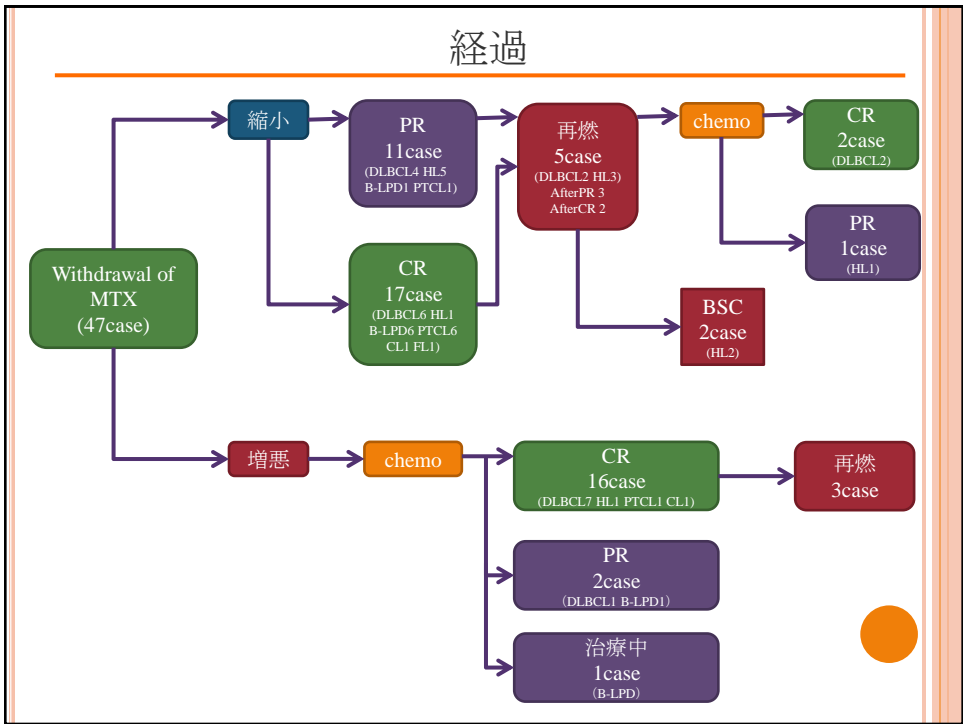 経過
Withdrawal of
MTX
(47case)
縮小
PR
11case
(DLBCL4 HL5
B-LPD1 PTCL1)
CR
17case
(DLBCL6 HL1
B-LPD6 PTCL6
CL1 FL1)
再燃
5case
(DLBCL2 HL3)
AfterPR 3
AfterCR 2
chemo
CR
2case
(DLBCL2)
PR
1case
(HL1)
BSC
2case
(HL2)
増悪
chemo
CR
16case
(DLBCL7 HL1 PTCL1 CL1)
再燃
3case
PR
2case
(DLBCL1 B-LPD1)
治療中
1case
(B-LPD)